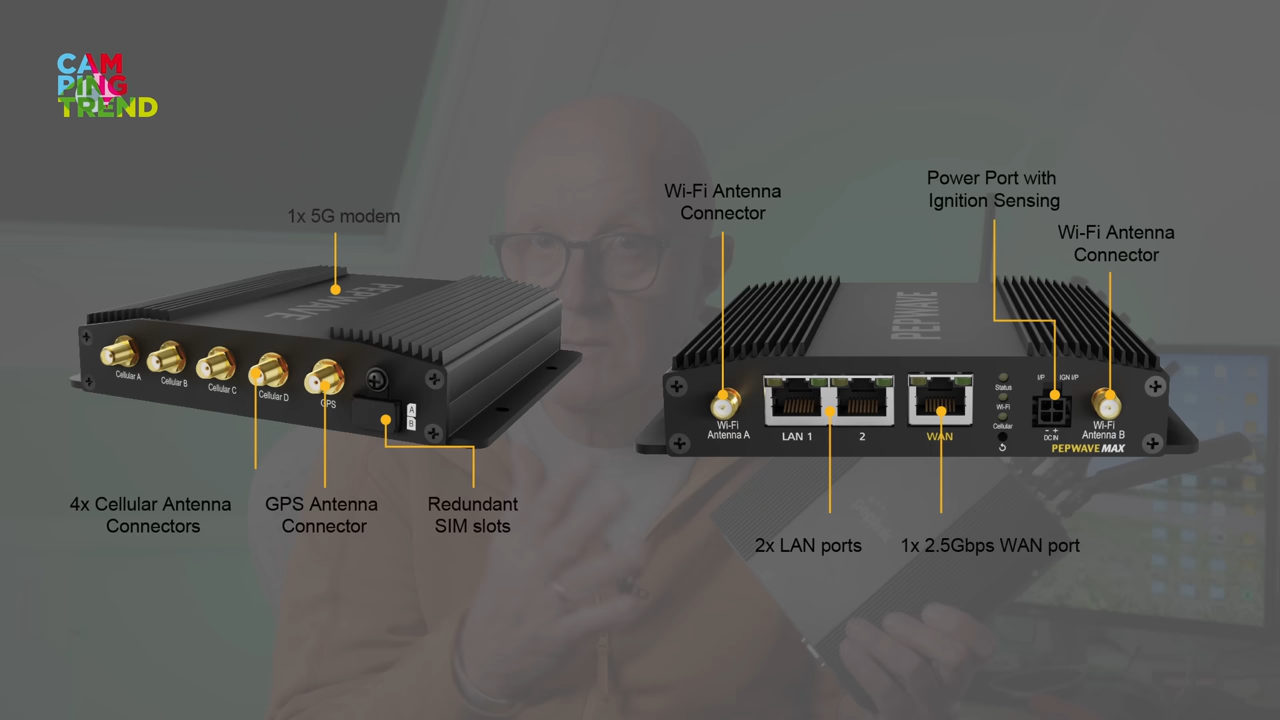 CAM
PING
TREND
1x 5G modem
PEPWAVE
Cellular A
Cellular B
Cellular C
Cellular D
GPS
A
B
4x Cellular Antenna
Connectors
GPS Antenna
Connector
Redundant
SIM slots
Wi-Fi Antenna
Connector
Power Port with
Ignition Sensing
Wi-Fi Antenna
Connector
PEPWAVE
Wi-Fi
Antenna A
LAN 1
2
WAN
Status
Wi-Fi
Cellular
I/P
IGN I/P
- +
DC IN
Wi-Fi
Antenna B
PEPWAVE MAX
2x LAN ports
1x 2.5Gbps WAN port